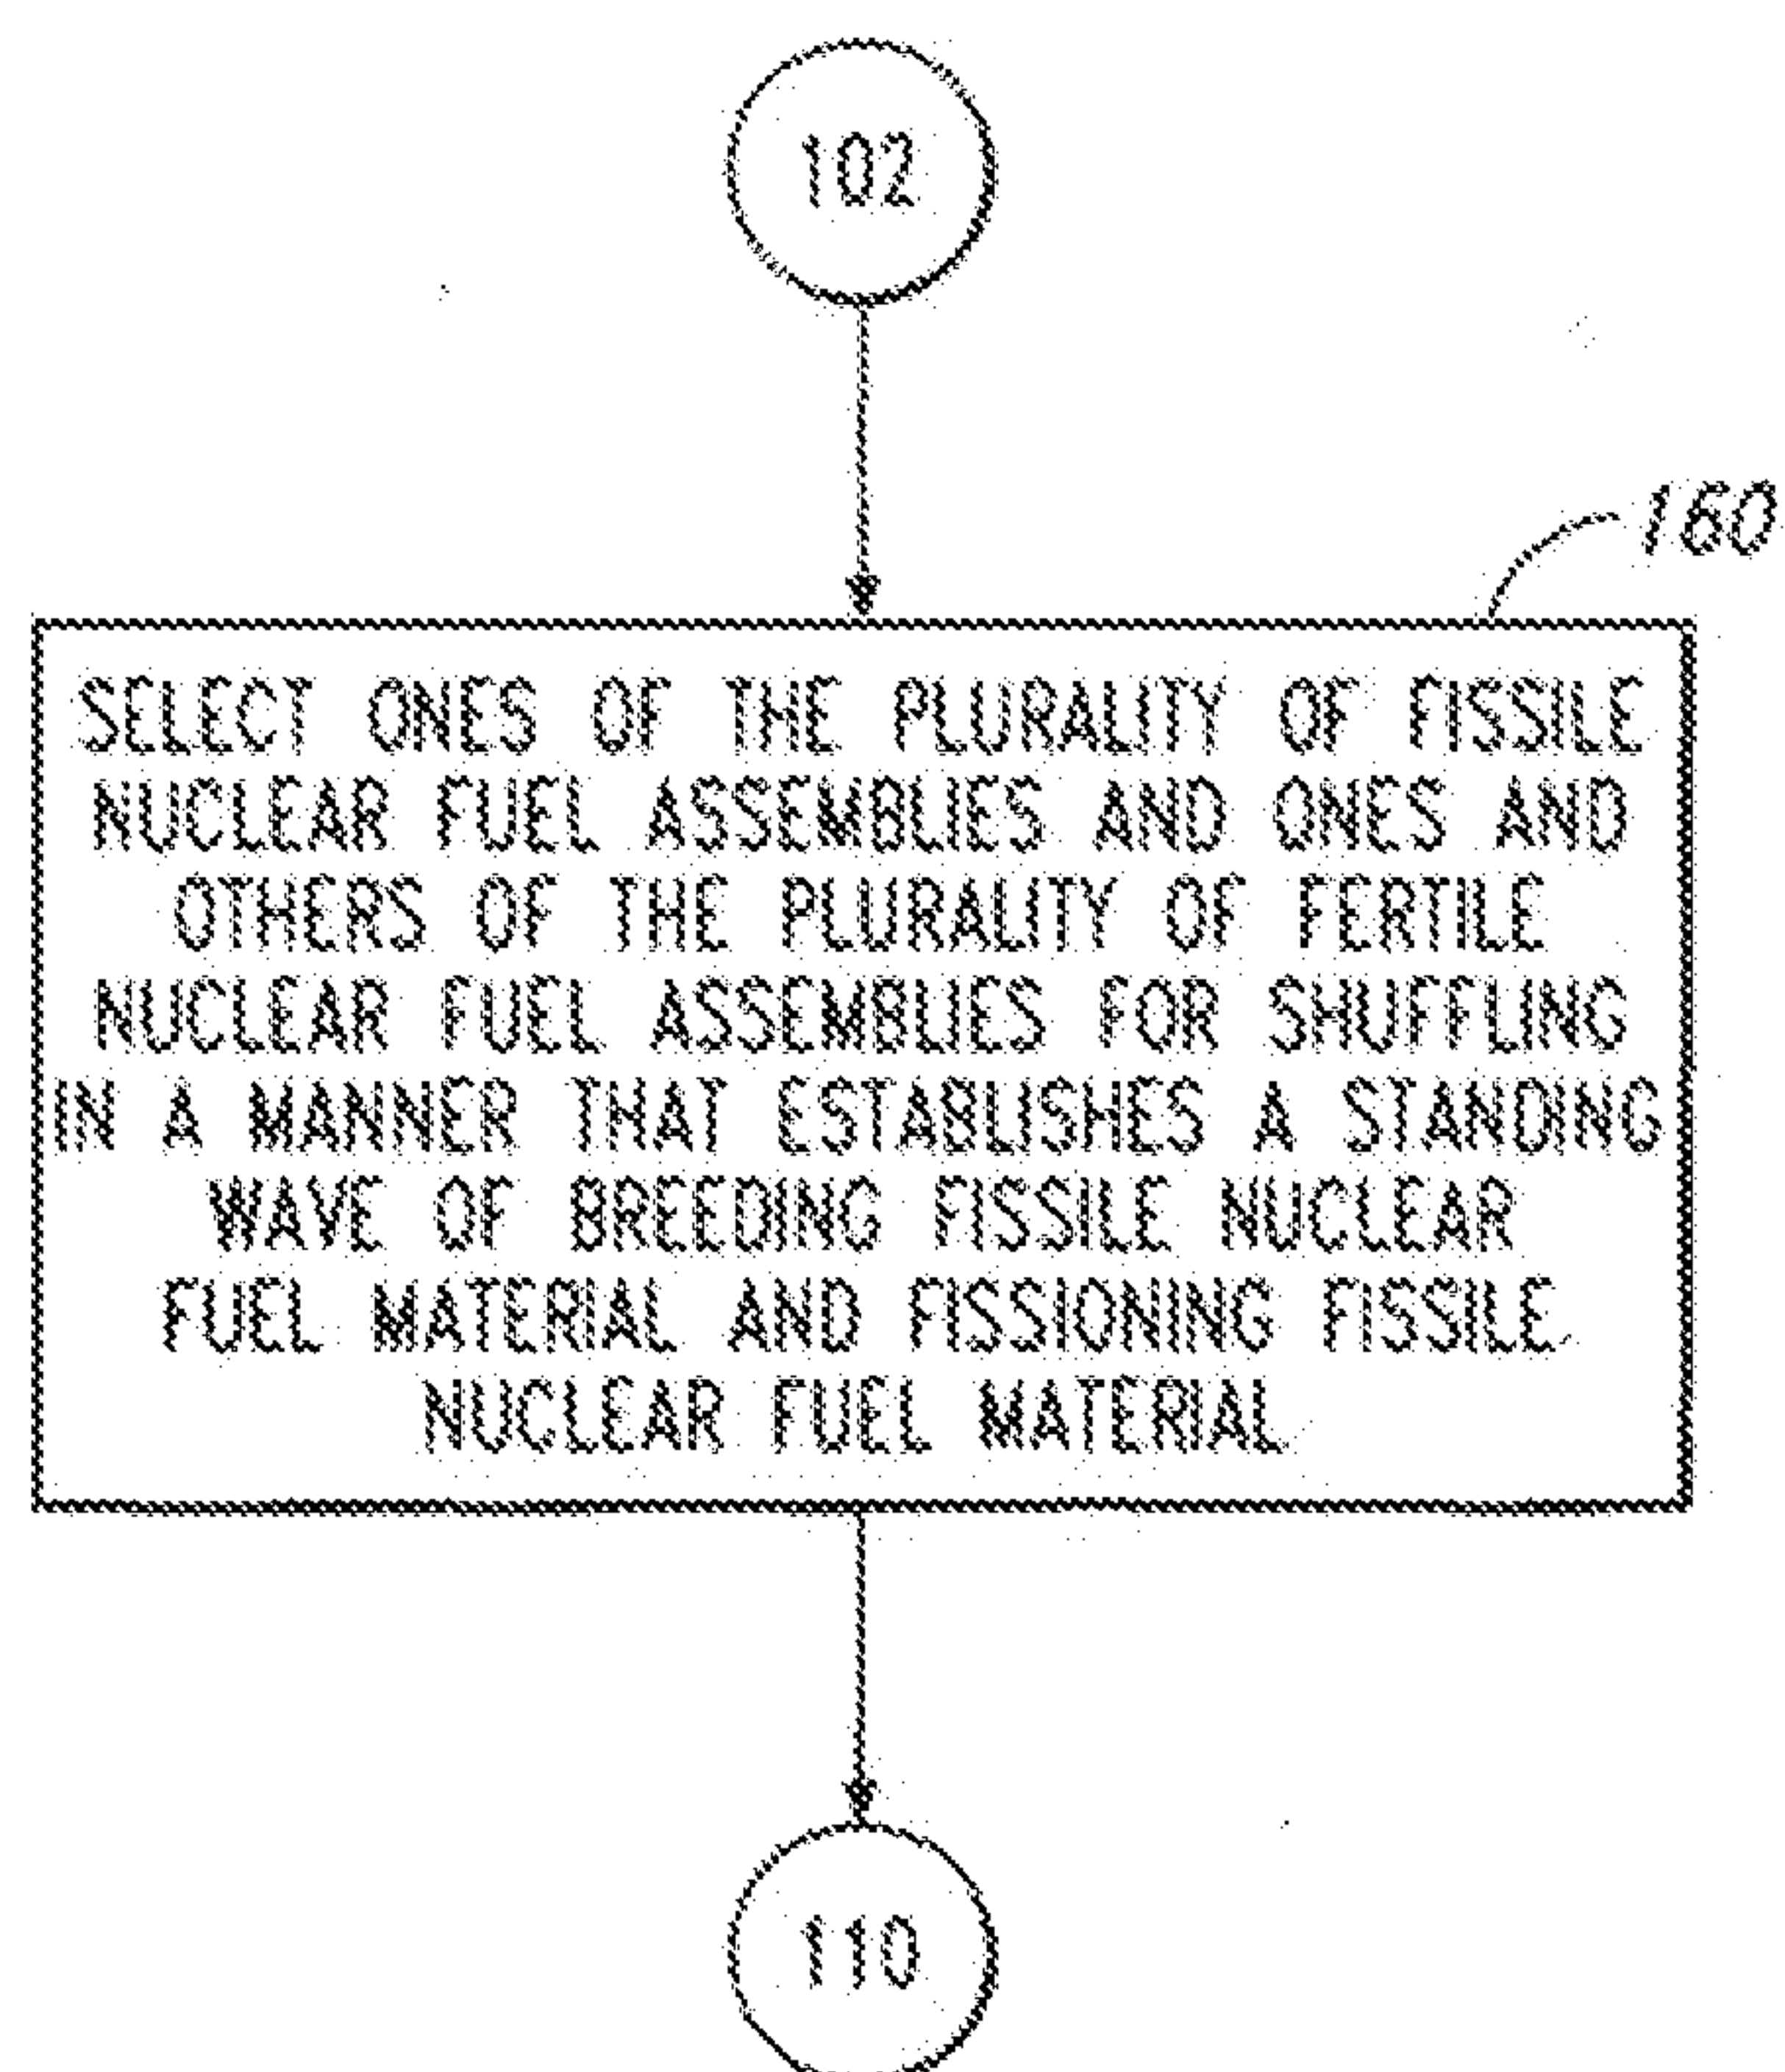 102
160
SELECT ONES OF THE PLURALITY OF FISSILE
NUCLEAR FUEL ASSEMBLIES AND ONES AND
OTHERS OF THE PLURALITY OF FERTILE
NUCLEAR FUEL ASSEMBLIES FOR SHUFFLING
IN A MANNER THAT ESTABLISHES A STANDING
WAVE OF BREEDING FISSILE NUCLEAR
FUEL MATERIAL AND FISSIONING FISSILE
NUCLEAR FUEL MATERIAL
110